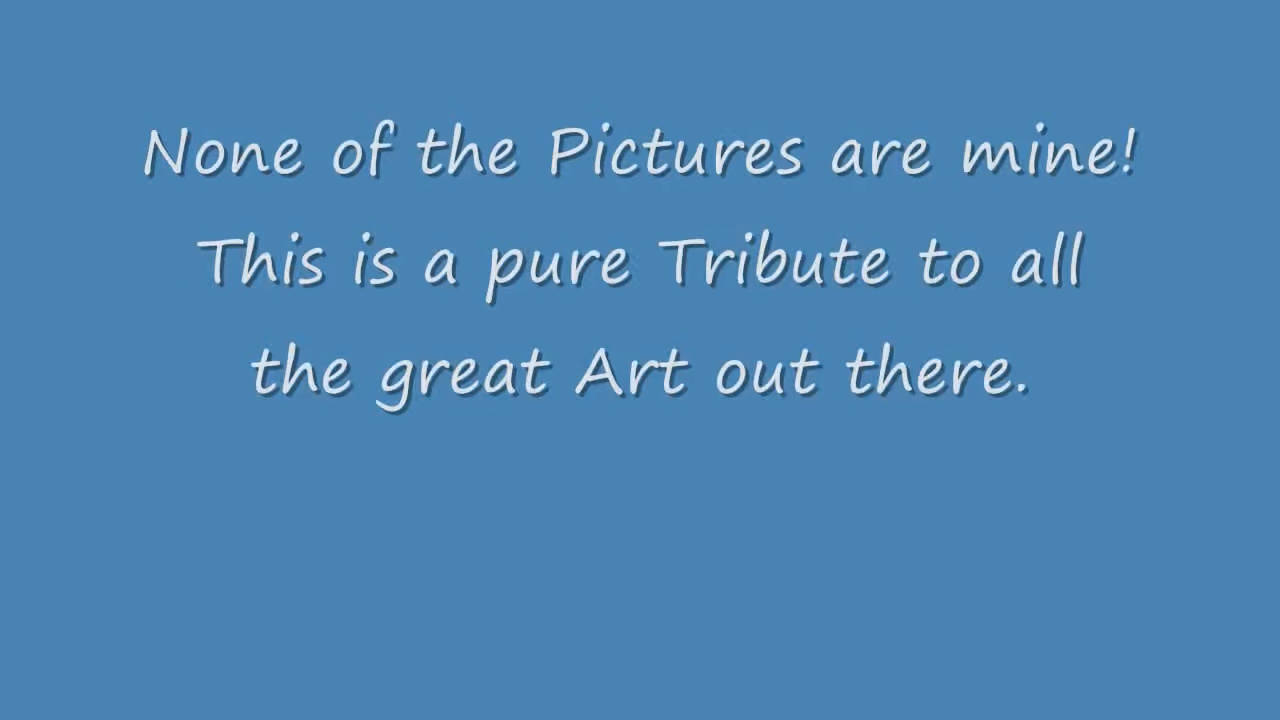 None of the Pictures are mine!
This is a pure Tribute to all
the great Art out there.